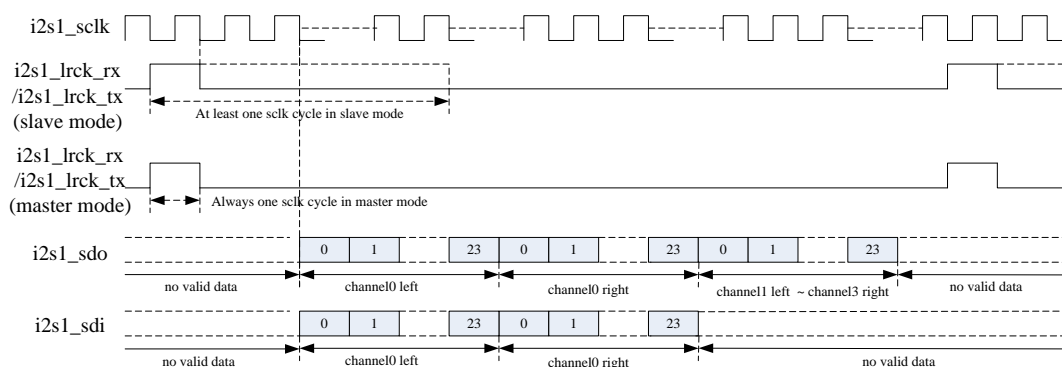 i2s1_sclk
i2s1_lrck_rx
/i2s1_lrck_tx
(slave mode)
At least one sclk cycle in slave mode
i2s1_lrck_rx
/i2s1_lrck_tx
(master mode)
Always one sclk cycle in master mode
i2s1_sdo
0 1 23 0 1 23 0 1 23
no valid data channel0 left channel0 right channel1 left ~ channel3 right no valid data
i2s1_sdi
0 1 23 0 1 23
no valid data channel0 left channel0 right no valid data